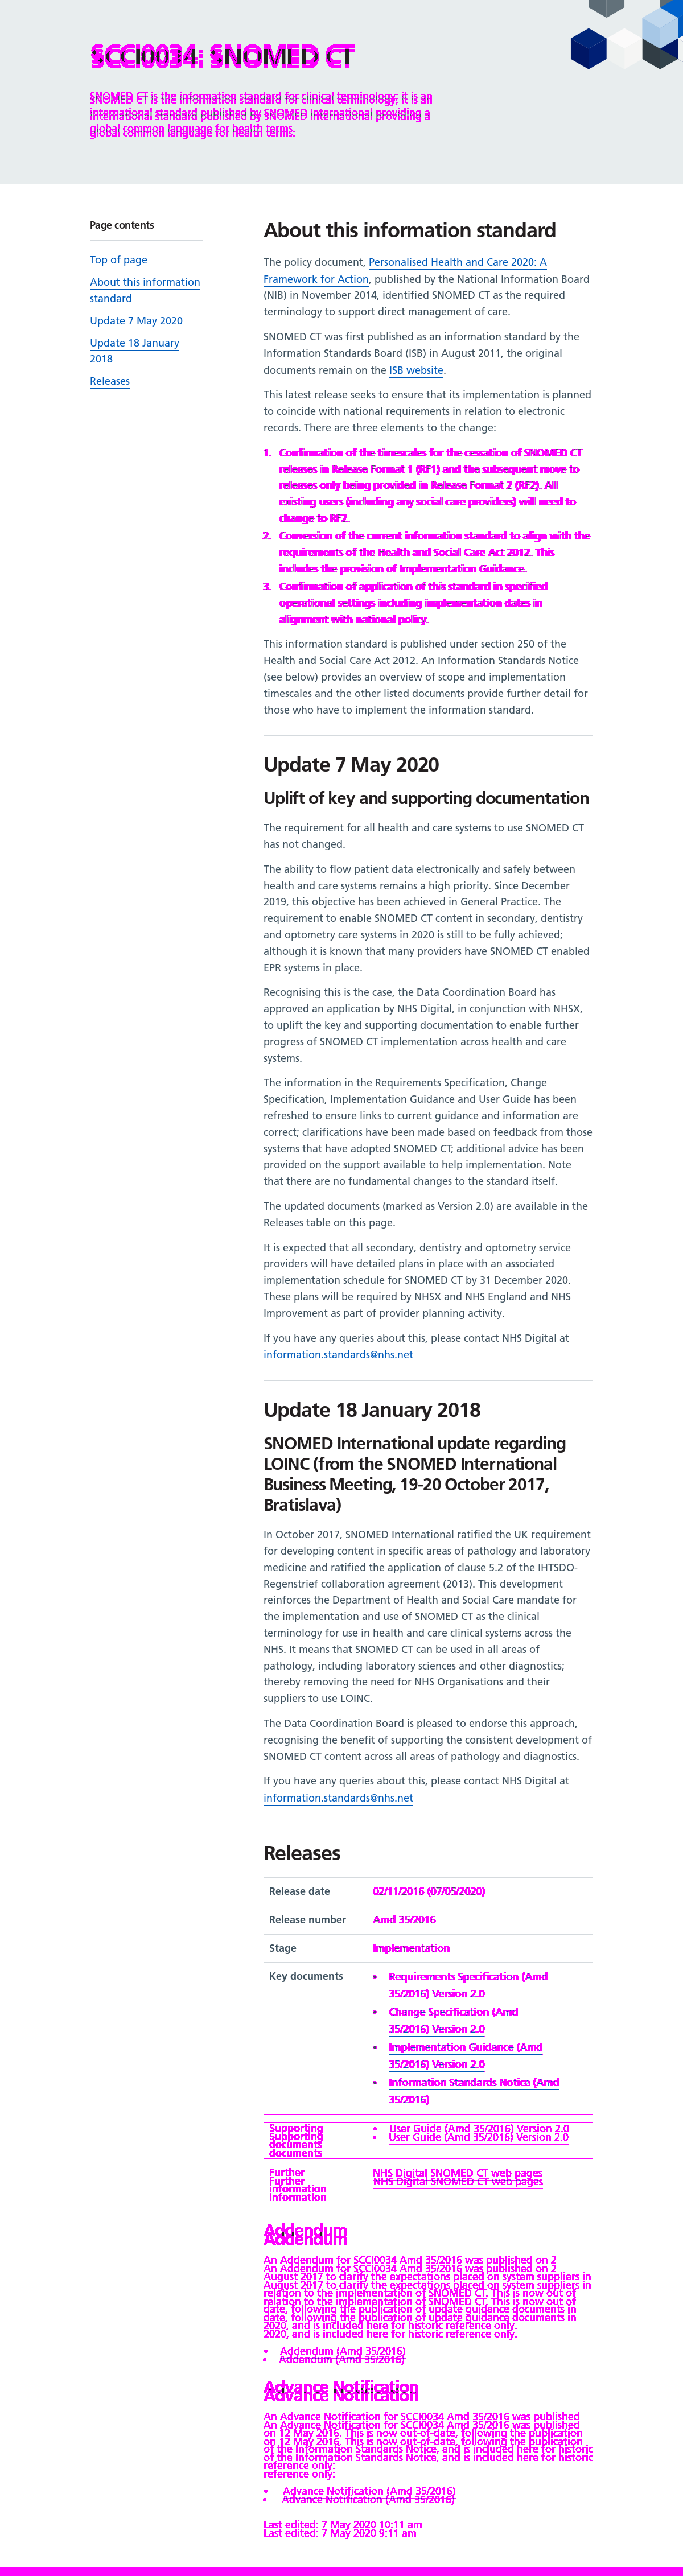 SCCI0034: SNOMED CT
SNOMED CT is the information standard for clinical terminology; it is an
international standard published by SNOMED International providing a
global common language for health terms.
Page contents
Top of page
About this information
standard
Update 7 May 2020
Update 18 January
2018
Releases
About this information standard
The policy document, Personalised Health and Care 2020: A
Framework for Action, published by the National Information Board
(NIB) in November 2014, identified SNOMED CT as the required
terminology to support direct management of care.
SNOMED CT was first published as an information standard by the
Information Standards Board (ISB) in August 2011, the original
documents remain on the ISB website.
This latest release seeks to ensure that its implementation is planned
to coincide with national requirements in relation to electronic
records. There are three elements to the change:
1. Confirmation of the timescales for the cessation of SNOMED CT
releases in Release Format 1 (RF1) and the subsequent move to
releases only being provided in Release Format 2 (RF2). All
existing users (including any social care providers) will need to
change to RF2.
2. Conversion of the current information standard to align with the
requirements of the Health and Social Care Act 2012. This
includes the provision of Implementation Guidance.
3. Confirmation of application of this standard in specified
operational settings including implementation dates in
alignment with national policy.
This information standard is published under section 250 of the
Health and Social Care Act 2012. An Information Standards Notice
(see below) provides an overview of scope and implementation
timescales and the other listed documents provide further detail for
those who have to implement the information standard.
Update 7 May 2020
Uplift of key and supporting documentation
The requirement for all health and care systems to use SNOMED CT
has not changed.
The ability to flow patient data electronically and safely between
health and care systems remains a high priority. Since December
2019, this objective has been achieved in General Practice. The
requirement to enable SNOMED CT content in secondary, dentistry
and optometry care systems in 2020 is still to be fully achieved;
although it is known that many providers have SNOMED CT enabled
EPR systems in place.
Recognising this is the case, the Data Coordination Board has
approved an application by NHS Digital, in conjunction with NHSX,
to uplift the key and supporting documentation to enable further
progress of SNOMED CT implementation across health and care
systems.
The information in the Requirements Specification, Change
Specification, Implementation Guidance and User Guide has been
refreshed to ensure links to current guidance and information are
correct; clarifications have been made based on feedback from those
systems that have adopted SNOMED CT; additional advice has been
provided on the support available to help implementation. Note
that there are no fundamental changes to the standard itself.
The updated documents (marked as Version 2.0) are available in the
Releases table on this page.
It is expected that all secondary, dentistry and optometry service
providers will have detailed plans in place with an associated
implementation schedule for SNOMED CT by 31 December 2020.
These plans will be required by NHSX and NHS England and NHS
Improvement as part of provider planning activity.
If you have any queries about this, please contact NHS Digital at
information.standards@nhs.net
Update 18 January 2018
SNOMED International update regarding
LOINC (from the SNOMED International
Business Meeting, 19-20 October 2017,
Bratislava)
In October 2017, SNOMED International ratified the UK requirement
for developing content in specific areas of pathology and laboratory
medicine and ratified the application of clause 5.2 of the IHTSDO-
Regenstrief collaboration agreement (2013). This development
reinforces the Department of Health and Social Care mandate for
the implementation and use of SNOMED CT as the clinical
terminology for use in health and care clinical systems across the
NHS. It means that SNOMED CT can be used in all areas of
pathology, including laboratory sciences and other diagnostics;
thereby removing the need for NHS Organisations and their
suppliers to use LOINC.
The Data Coordination Board is pleased to endorse this approach,
recognising the benefit of supporting the consistent development of
SNOMED CT content across all areas of pathology and diagnostics.
If you have any queries about this, please contact NHS Digital at
information.standards@nhs.net
Releases
Release date 02/11/2016 (07/05/2020)
Release number Amd 35/2016
Stage Implementation
Key documents
• Requirements Specification (Amd
35/2016) Version 2.0
• Change Specification (Amd
35/2016) Version 2.0
• Implementation Guidance (Amd
35/2016) Version 2.0
• Information Standards Notice (Amd
35/2016)
Supporting
documents
• User Guide (Amd 35/2016) Version 2.0
Further
information
NHS Digital SNOMED CT web pages
Addendum
An Addendum for SCCI0034 Amd 35/2016 was published on 2
August 2017 to clarify the expectations placed on system suppliers in
relation to the implementation of SNOMED CT. This is now out of
date, following the publication of update guidance documents in
2020, and is included here for historic reference only.
• Addendum (Amd 35/2016)
Advance Notification
An Advance Notification for SCCI0034 Amd 35/2016 was published
on 12 May 2016. This is now out-of-date, following the publication
of the Information Standards Notice, and is included here for historic
reference only:
• Advance Notification (Amd 35/2016)
Last edited: 7 May 2020 10:11 am
Last edited: 7 May 2020 9:11 am